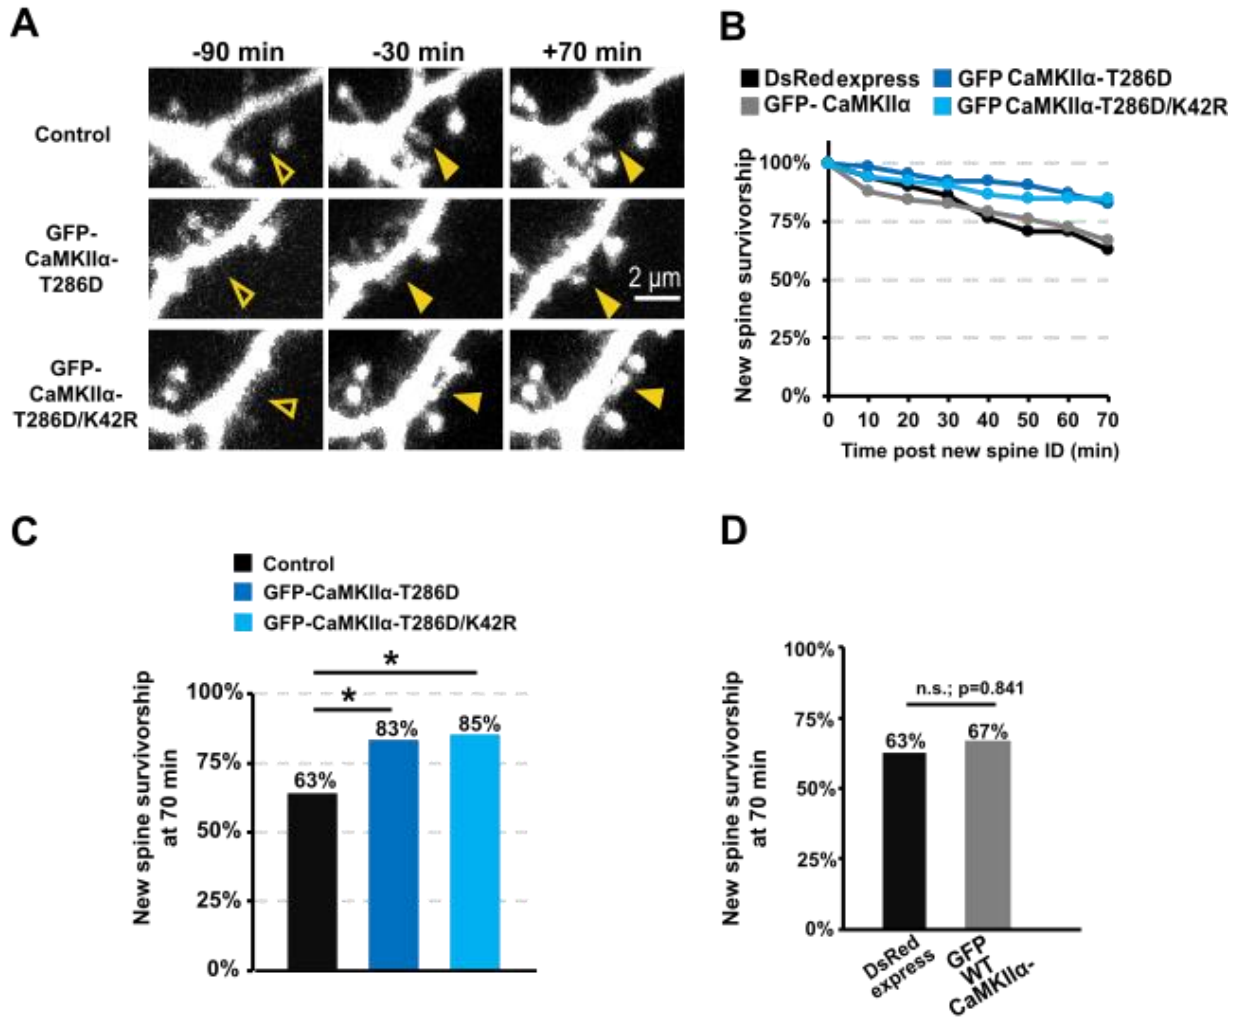 A
-90 min
-30 min
+70 min
Control
GFP-
CaMKIIα-
T286D
2 µm
GFP-
CaMKIIα-
T286D/K42R
B
DsRed express
GFP CaMKIIα-T286D
GFP- CaMKIIα
GFP CaMKIIα-T286D/K42R
New spine survivorship
100%
75%
50%
25%
0%
0 10 20 30 40 50 60 70
Time post new spine ID (min)
C
Control
GFP-CaMKIIα-T286D
GFP-CaMKIIα-T286D/K42R
New spine survivorship
at 70 min
100%
75%
50%
25%
0%
*
*
63%
83%
85%
D
New spine survivorship
at 70 min
100%
75%
50%
25%
0%
n.s.; p=0.841
63%
67%
DsRed
express
GFP
WT
CaMKIIα-